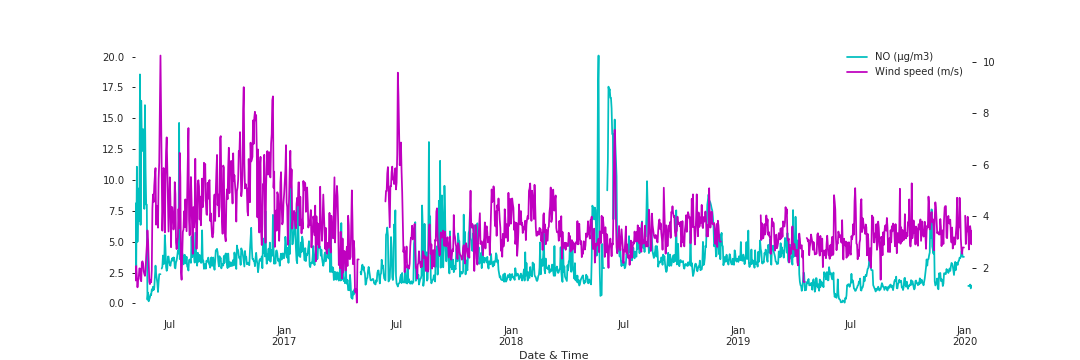 20.0
17.5
15.0
12.5
10.0
7.5
5.0
2.5
0.0
NO (µg/m3)
Wind speed (m/s)
10
8
6
4
2
Jul
Jan
2017
Jul
Jan
2018
Jul
Jan
2019
Jul
Jan
2020
Date & Time